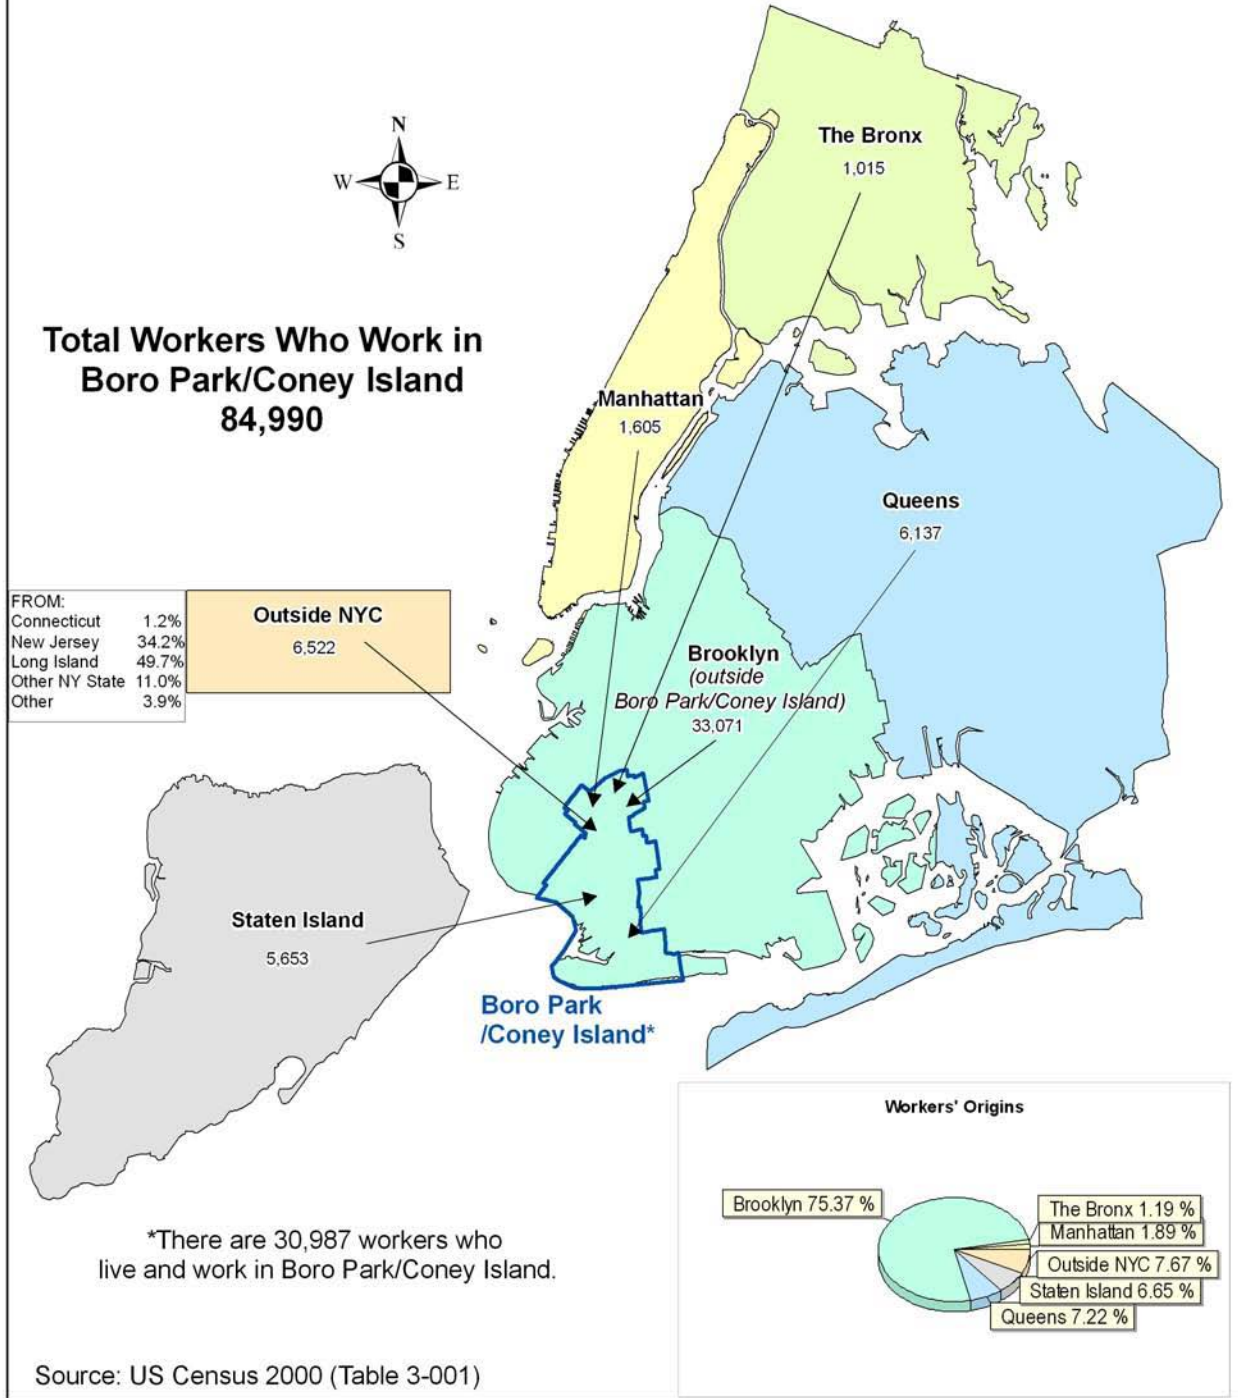 N
W
E
S
The Bronx
1,015
Total Workers Who Work in
Boro Park/Coney Island
84,990
Manhattan
1,605
Queens
6,137
FROM:
Connecticut 1.2%
New Jersey 34.2%
Long Island 49.7%
Other NY State 11.0%
Other 3.9%
Outside NYC
6,522
Brooklyn
(outside
Boro Park/Coney Island)
33,071
Staten Island
5,653
Boro Park
/Coney Island*
*There are 30,987 workers who
live and work in Boro Park/Coney Island.
Workers' Origins
Brooklyn 75.37 %
The Bronx 1.19 %
Manhattan 1.89 %
Outside NYC 7.67 %
Staten Island 6.65 %
Queens 7.22 %
Source: US Census 2000 (Table 3-001)